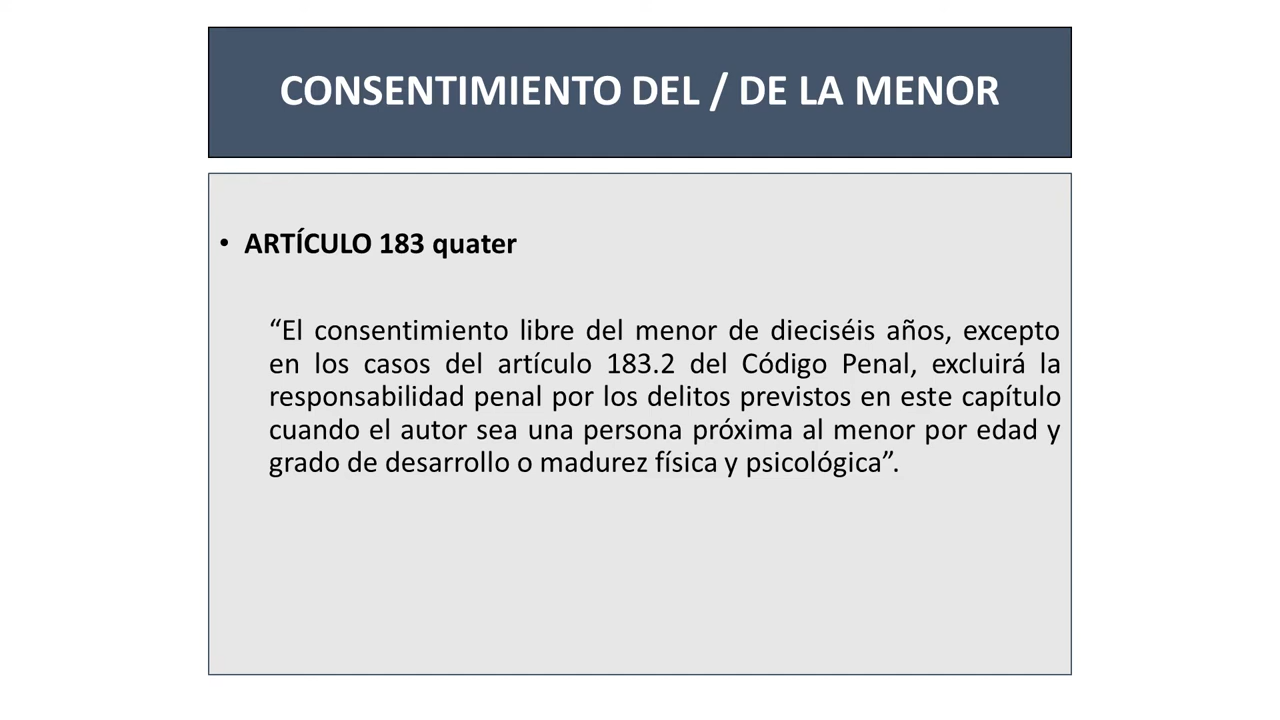 CONSENTIMIENTO DEL / DE LA MENOR
• ARTÍCULO 183 quater
“El consentimiento libre del menor de dieciséis años, excepto
en los casos del artículo 183.2 del Código Penal, excluirá la
responsabilidad penal por los delitos previstos en este capítulo
cuando el autor sea una persona próxima al menor por edad y
grado de desarrollo o madurez física y psicológica”.